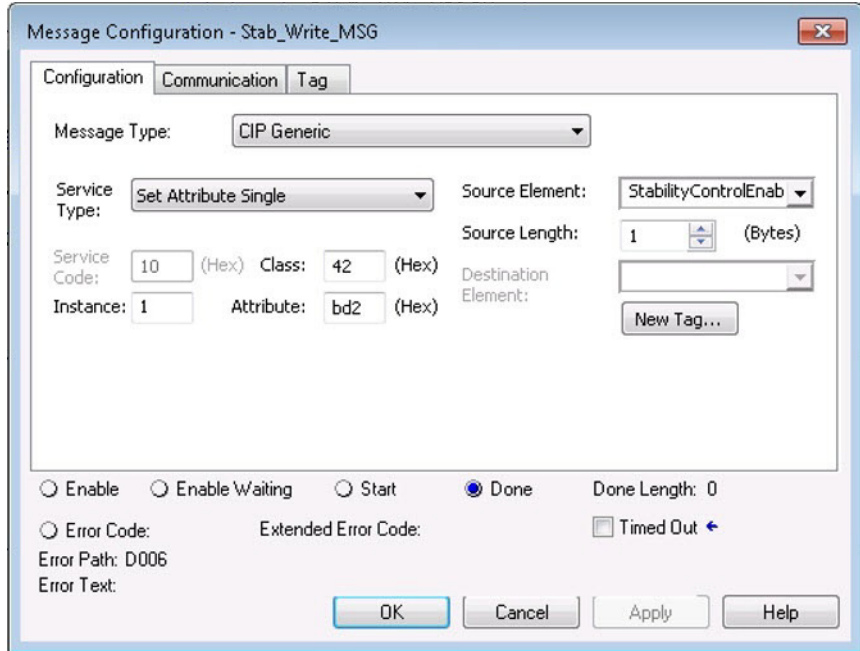 Message Configuration - Stab_Write_MSG
Configuration Communication Tag
Message Type: CIP Generic
Service Type: Set Attribute Single
Source Element: StabilityControlEnab
Source Length: 1 (Bytes)
Service Code: 10 (Hex) Class: 42 (Hex)
Destination Element:
Instance: 1 Attribute: bd2 (Hex)
New Tag...
Enable Enable Waiting Start Done Done Length: 0
Error Code: Extended Error Code: Timed Out
Error Path: D006
Error Text:
OK Cancel Apply Help